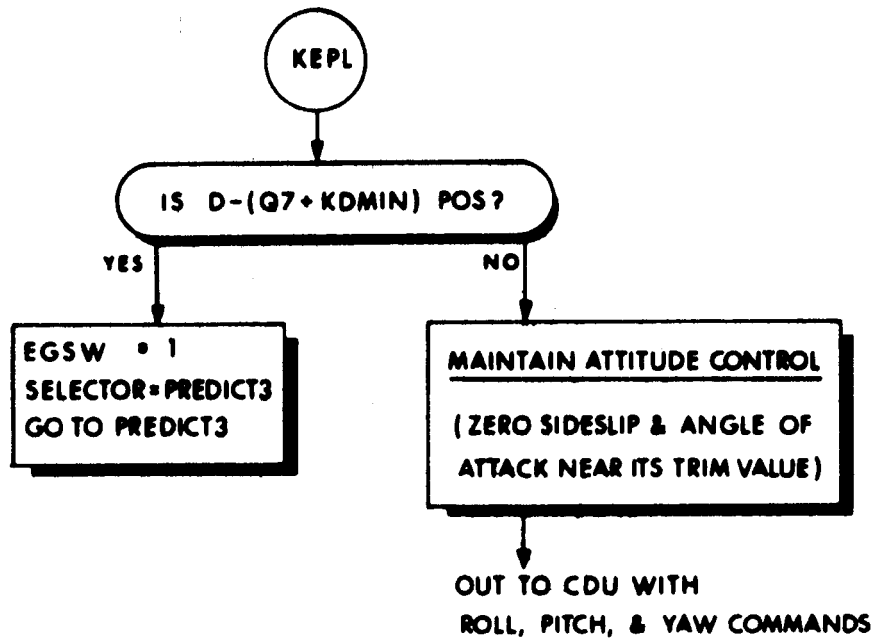 KEPL
IS D-(Q7+KDMIN) POS?
YES
NO
EGSW = 1
SELECTOR=PREDICT3
GO TO PREDICT3
MAINTAIN ATTITUDE CONTROL
(ZERO SIDESLIP & ANGLE OF
ATTACK NEAR ITS TRIM VALUE)
OUT TO CDU WITH
ROLL, PITCH, & YAW COMMANDS